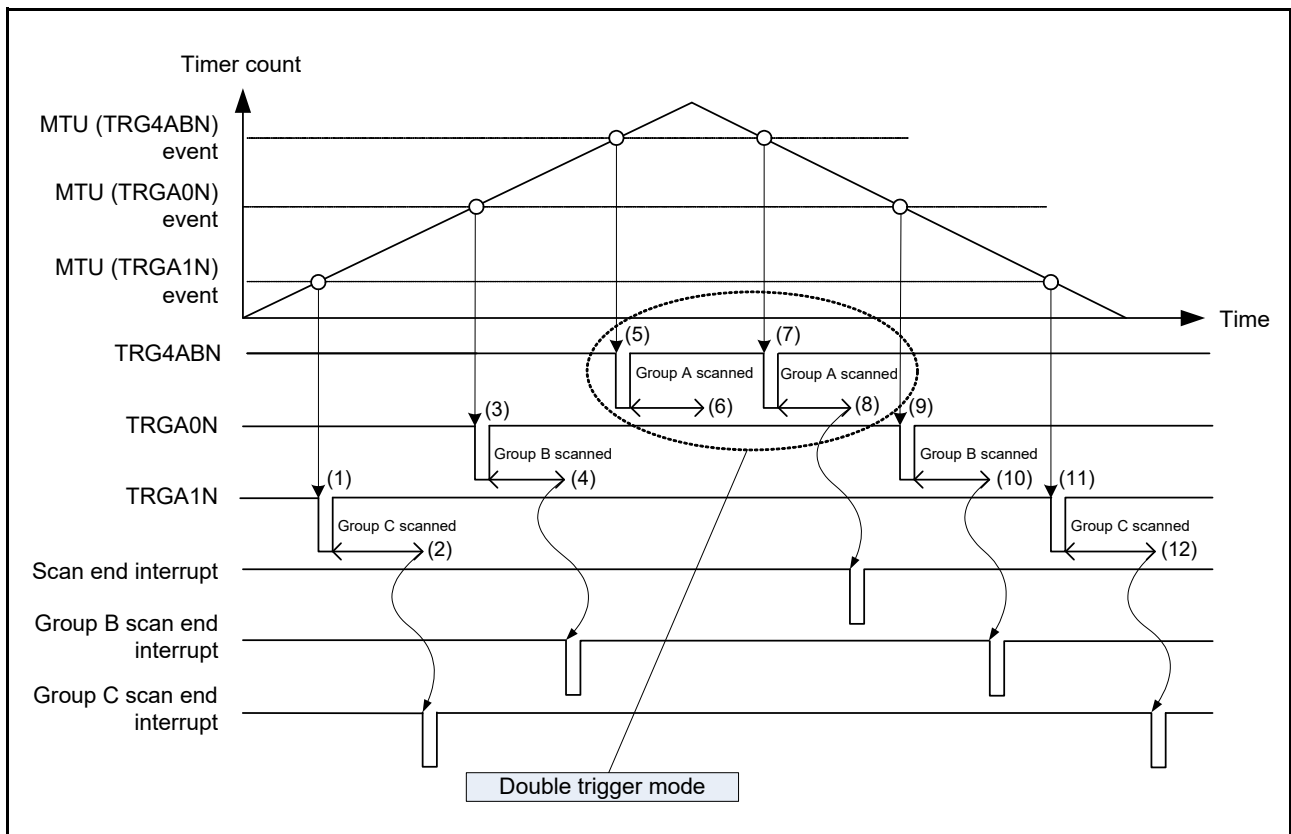 Timer count
MTU (TRG4ABN)
event
MTU (TRGA0N)
event
MTU (TRGA1N)
event
Time
TRG4ABN
(5)
(7)
Group A scanned
Group A scanned
(6)
(8)
TRGA0N
(3)
(9)
Group B scanned
Group B scanned
(4)
(10)
TRGA1N
(1)
(11)
Group C scanned
Group C scanned
(2)
(12)
Scan end interrupt
Group B scan end
interrupt
Group C scan end
interrupt
Double trigger mode